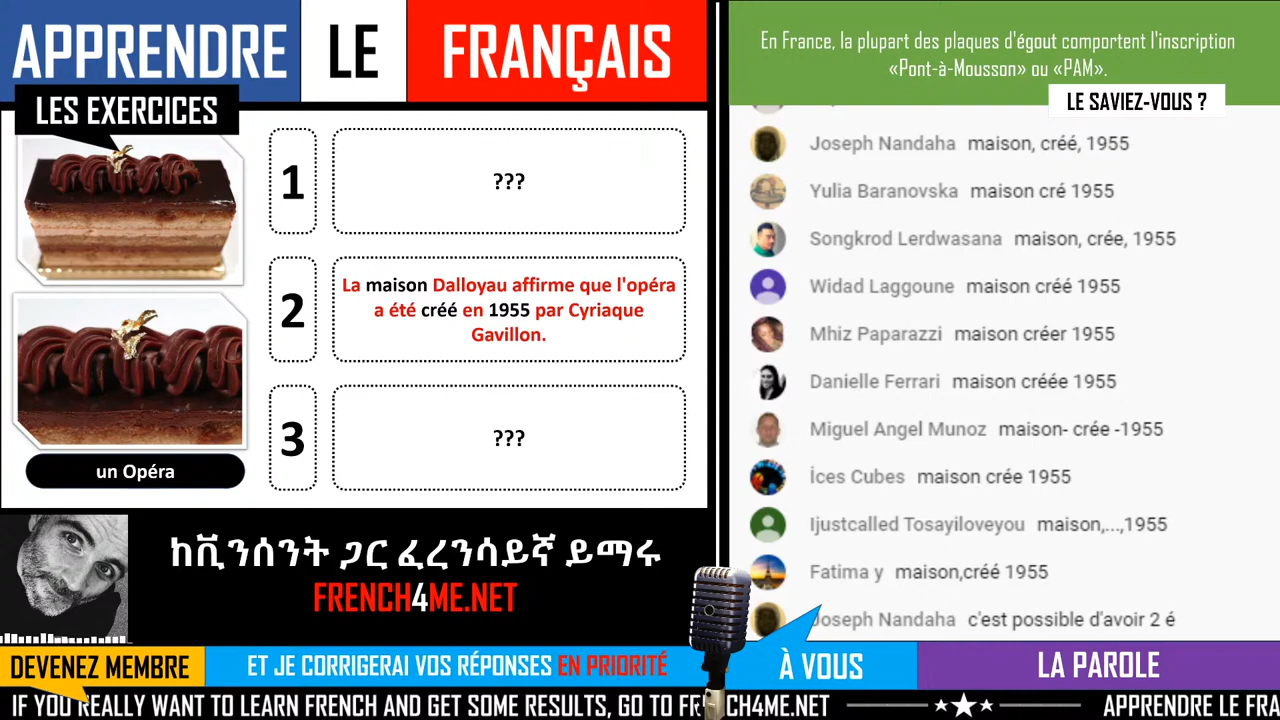 APPRENDRE LE FRANÇAIS
LES EXERCICES
1
???
2
La maison Dalloyau affirme que l'opéra
a été créé en 1955 par Cyriaque
Gavillon.
3
???
un Opéra
ከቪንሰንት ጋር ፈረንሳይኛ ይማሩ
FRENCH4ME.NET
En France, la plupart des plaques d'égout comportent l'inscription
«Pont-à-Mousson» ou «PAM».
LE SAVIEZ-VOUS ?
Joseph Nandaha maison, créé, 1955
Yulia Baranovska maison cré 1955
Songkrod Lerdwasana maison, crée, 1955
Widad Laggoune maison créé 1955
Mhiz Paparazzi maison créer 1955
Danielle Ferrari maison créée 1955
Miguel Angel Munoz maison- crée -1955
İces Cubes maison crée 1955
Ijustcalled Tosayiloveyou maison,...,1955
Fatima y maison,créé 1955
Joseph Nandaha c'est possible d'avoir 2 é
DEVENEZ MEMBRE
ET JE CORRIGERAI VOS RÉPONSES EN PRIORITÉ
À VOUS
LA PAROLE
IF YOU REALLY WANT TO LEARN FRENCH AND GET SOME RESULTS, GO TO FRENCH4ME.NET
APPRENDRE LE FRA